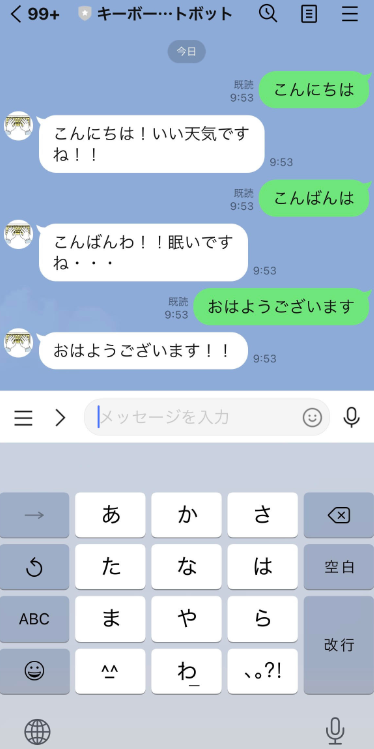 99+
キーボー…トボット
今日
既読
9:53
こんにちは
こんにちは！いい天気です
ね！！
9:53
既読
9:53
こんばんは
こんばんわ！！眠いです
ね・・・
9:53
既読
9:53
おはようございます
おはようございます！！
9:53
メッセージを入力
→ あ か さ
た な は 空白
ABC ま や ら
改行
^^ わ_ 、。?!